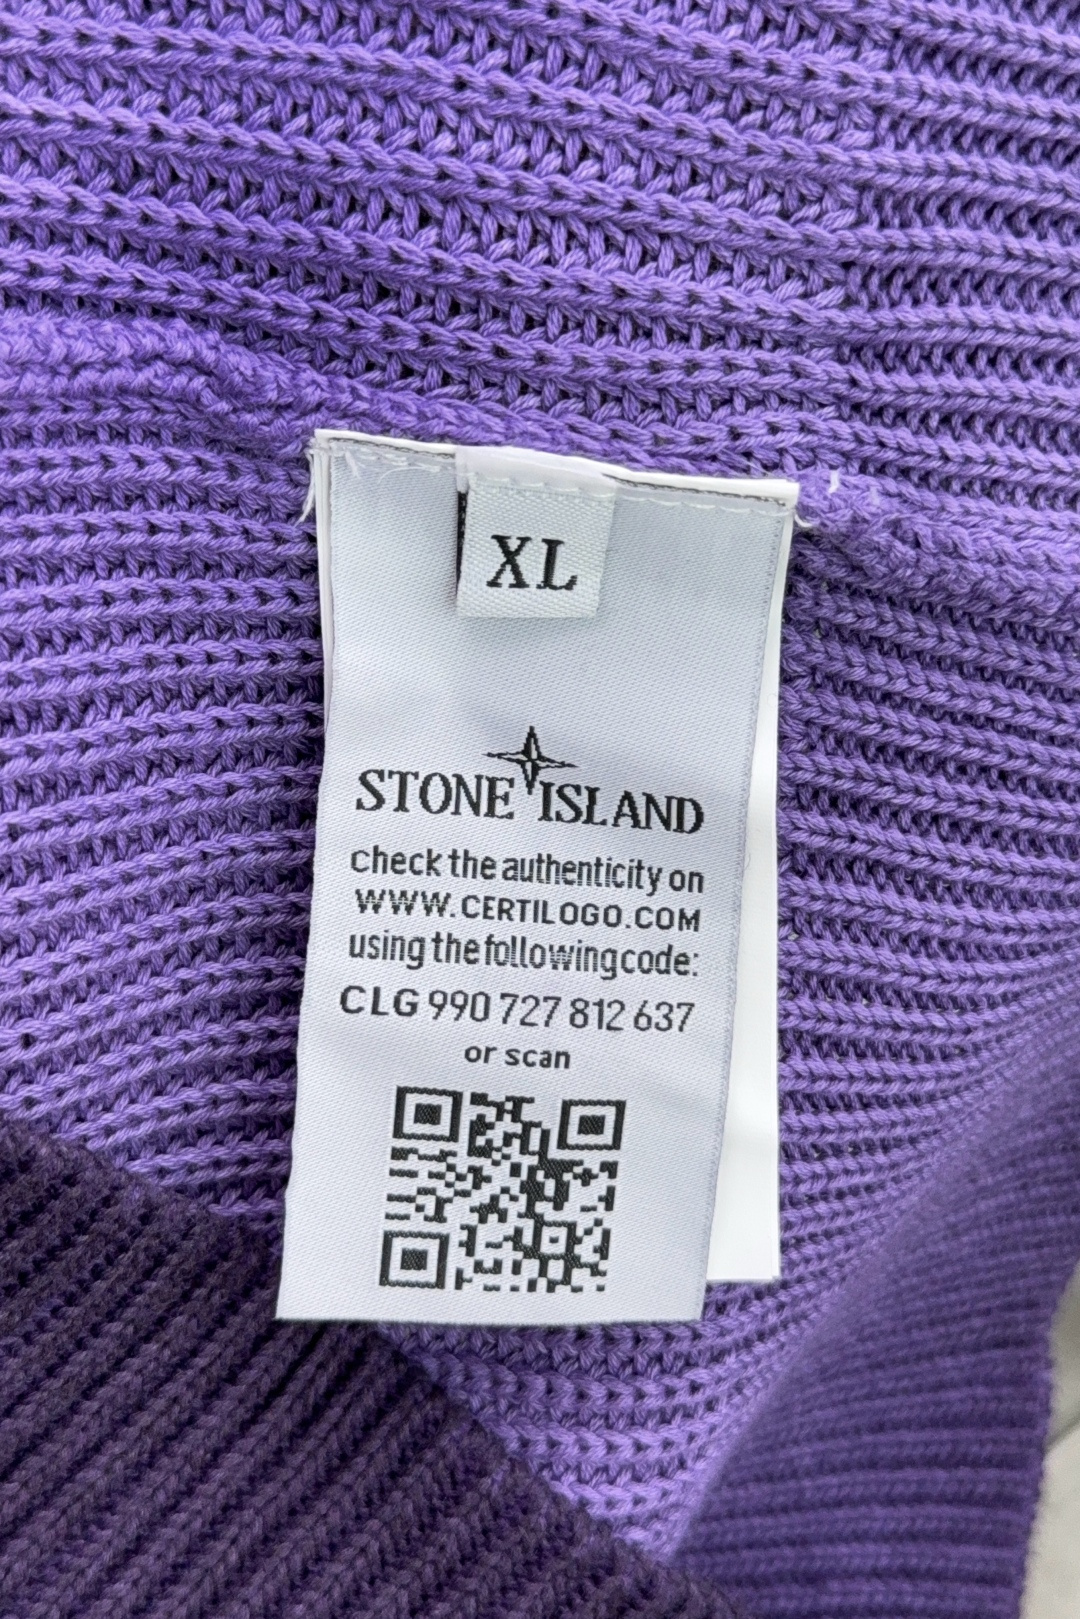 XL
STONE ISLAND
Check the authenticity on
WWW.CERTILOGO.COM
using the following code:
CLG 990 727 812 637
or scan